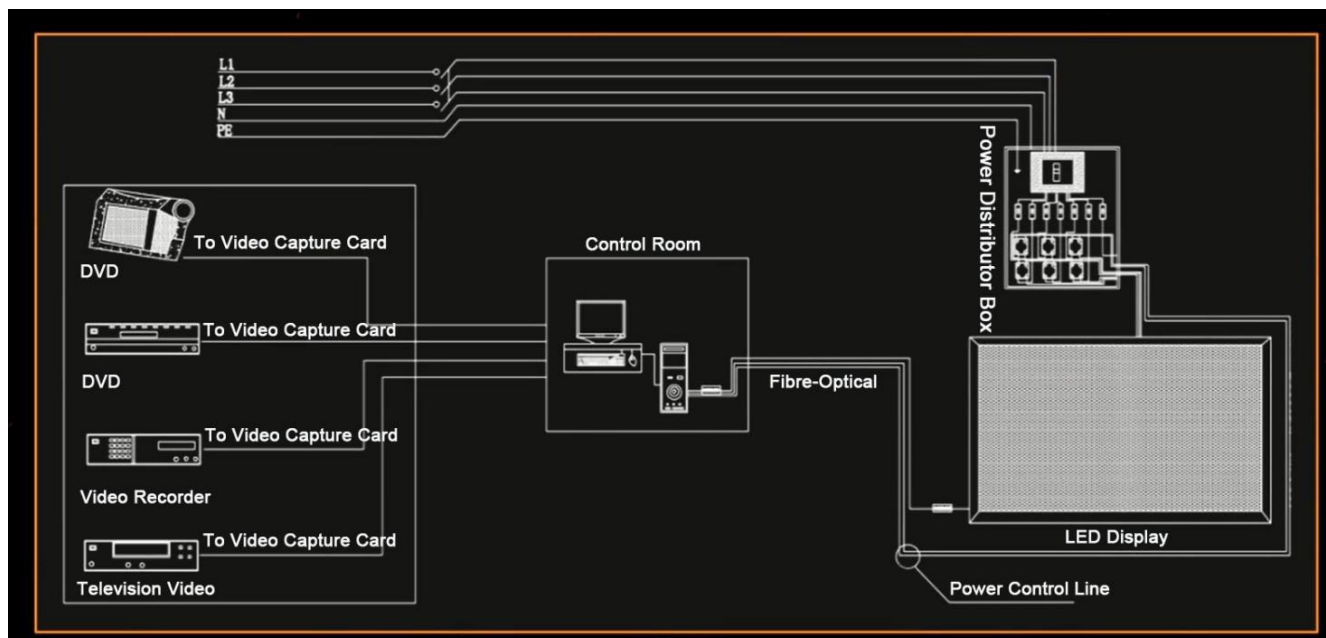 L1
L2
L3
N
PE
Power Distributor Box
To Video Capture Card
DVD
Control Room
To Video Capture Card
DVD
Fibre-Optical
To Video Capture Card
Video Recorder
To Video Capture Card
LED Display
Television Video
Power Control Line